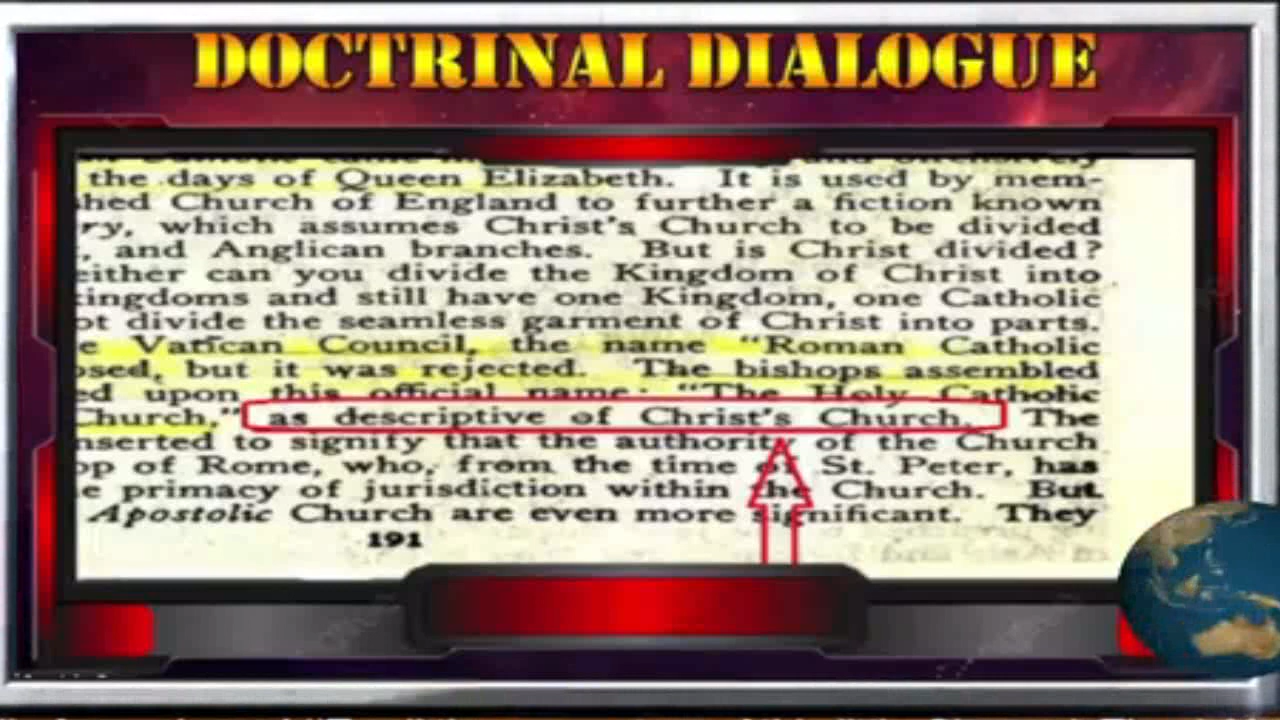 DOCTRINAL DIALOGUE
the days of Queen Elizabeth. It is used by mem-
hed Church of England to further a fiction known
ry, which assumes Christ's Church to be divided
, and Anglican branches. But is Christ divided?
either can you divide the Kingdom of Christ into
ingdoms and still have one Kingdom, one Catholic
ot divide the seamless garment of Christ into parts.
e Vatican Council, the name "Roman Catholic
osed, but it was rejected. The bishops assembled
ed upon this official name: "The Holy Catholic
Church," as descriptive of Christ's Church. The
nserted to signify that the authority of the Church
op of Rome, who, from the time of St. Peter, has
e primacy of jurisdiction within the Church. But
Apostolic Church are even more significant. They
191